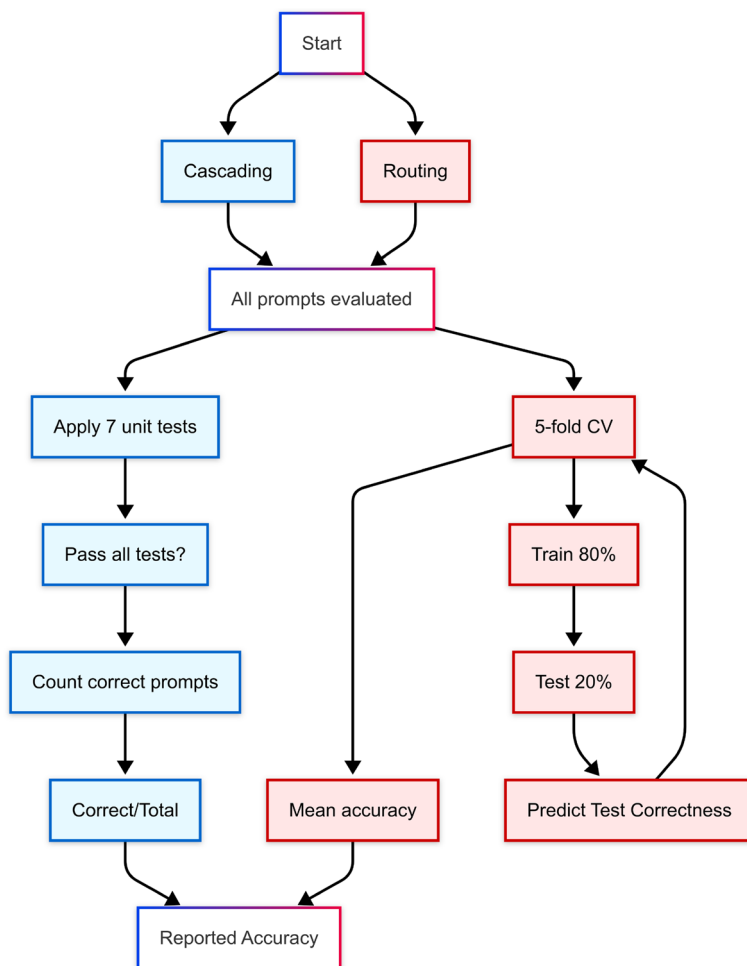 Start
Cascading
Routing
All prompts evaluated
Apply 7 unit tests
5-fold CV
Pass all tests?
Train 80%
Count correct prompts
Test 20%
Correct/Total
Mean accuracy
Predict Test Correctness
Reported Accuracy